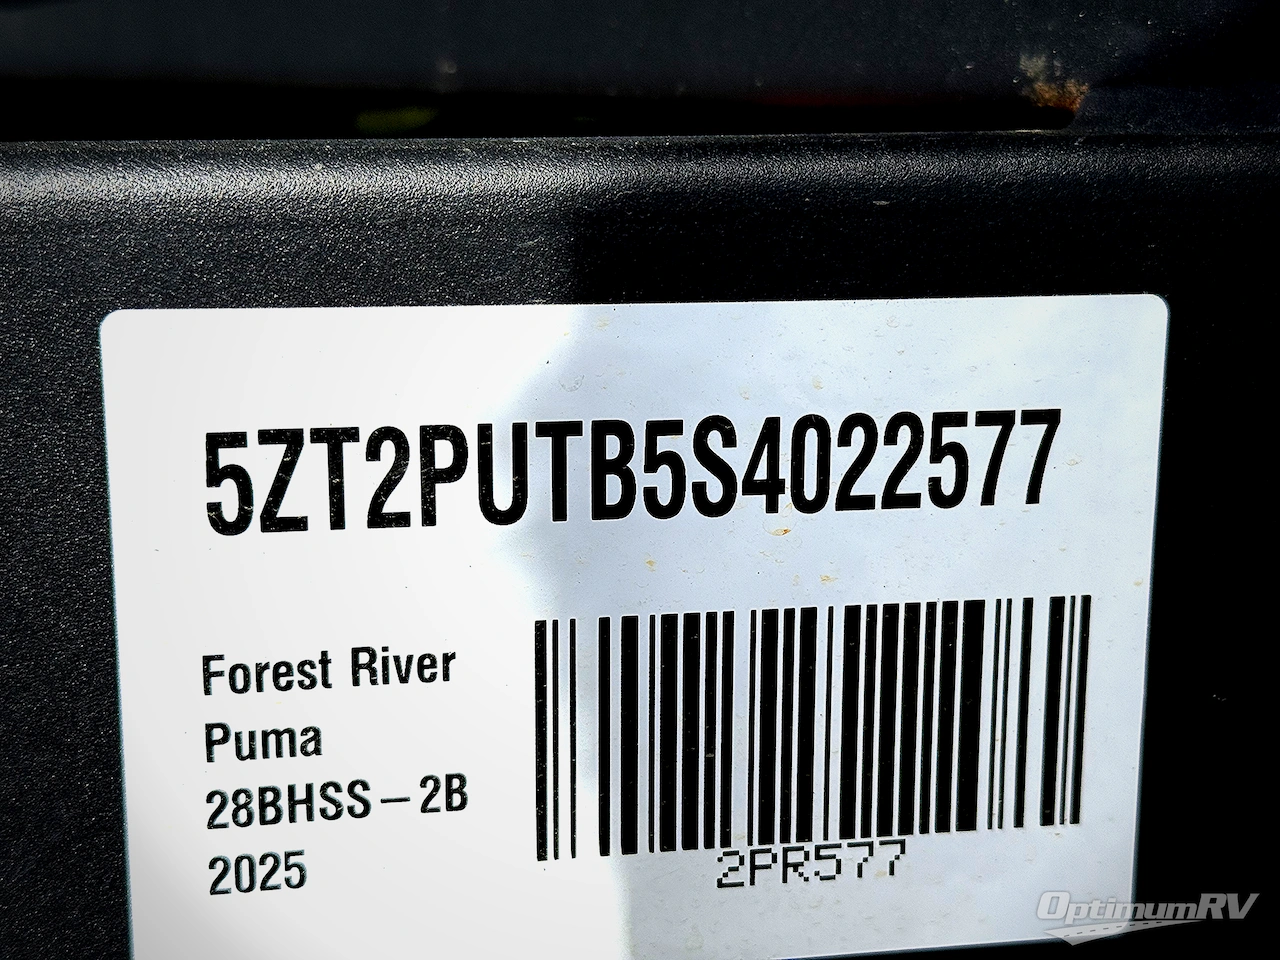 5ZT2PUTB5S4022577
Forest River
Puma
28BHSS-2B
2025
2PR577
OptimumRV